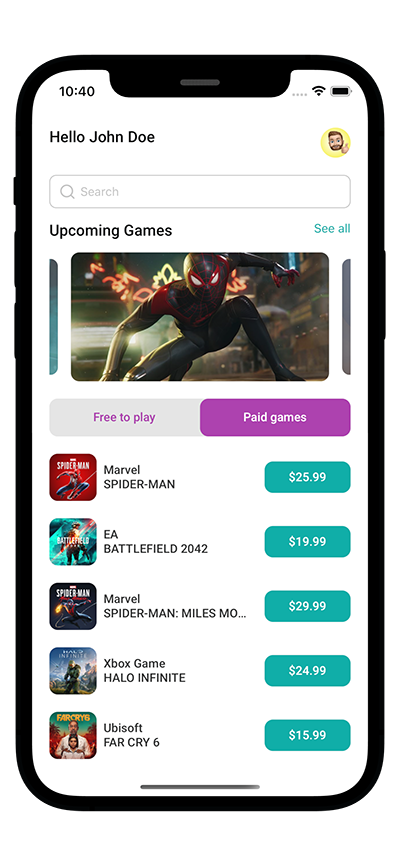 10:40
Hello John Doe
Search
Upcoming Games
See all
Free to play
Paid games
SPIDER-MAN
Marvel
SPIDER-MAN
$25.99
BATTLEFIELD
EA
BATTLEFIELD 2042
$19.99
SPIDER-MAN
Marvel
SPIDER-MAN: MILES MO...
$29.99
HALO
INFINITE
Xbox Game
HALO INFINITE
$24.99
FARCRY6
Ubisoft
FAR CRY 6
$15.99